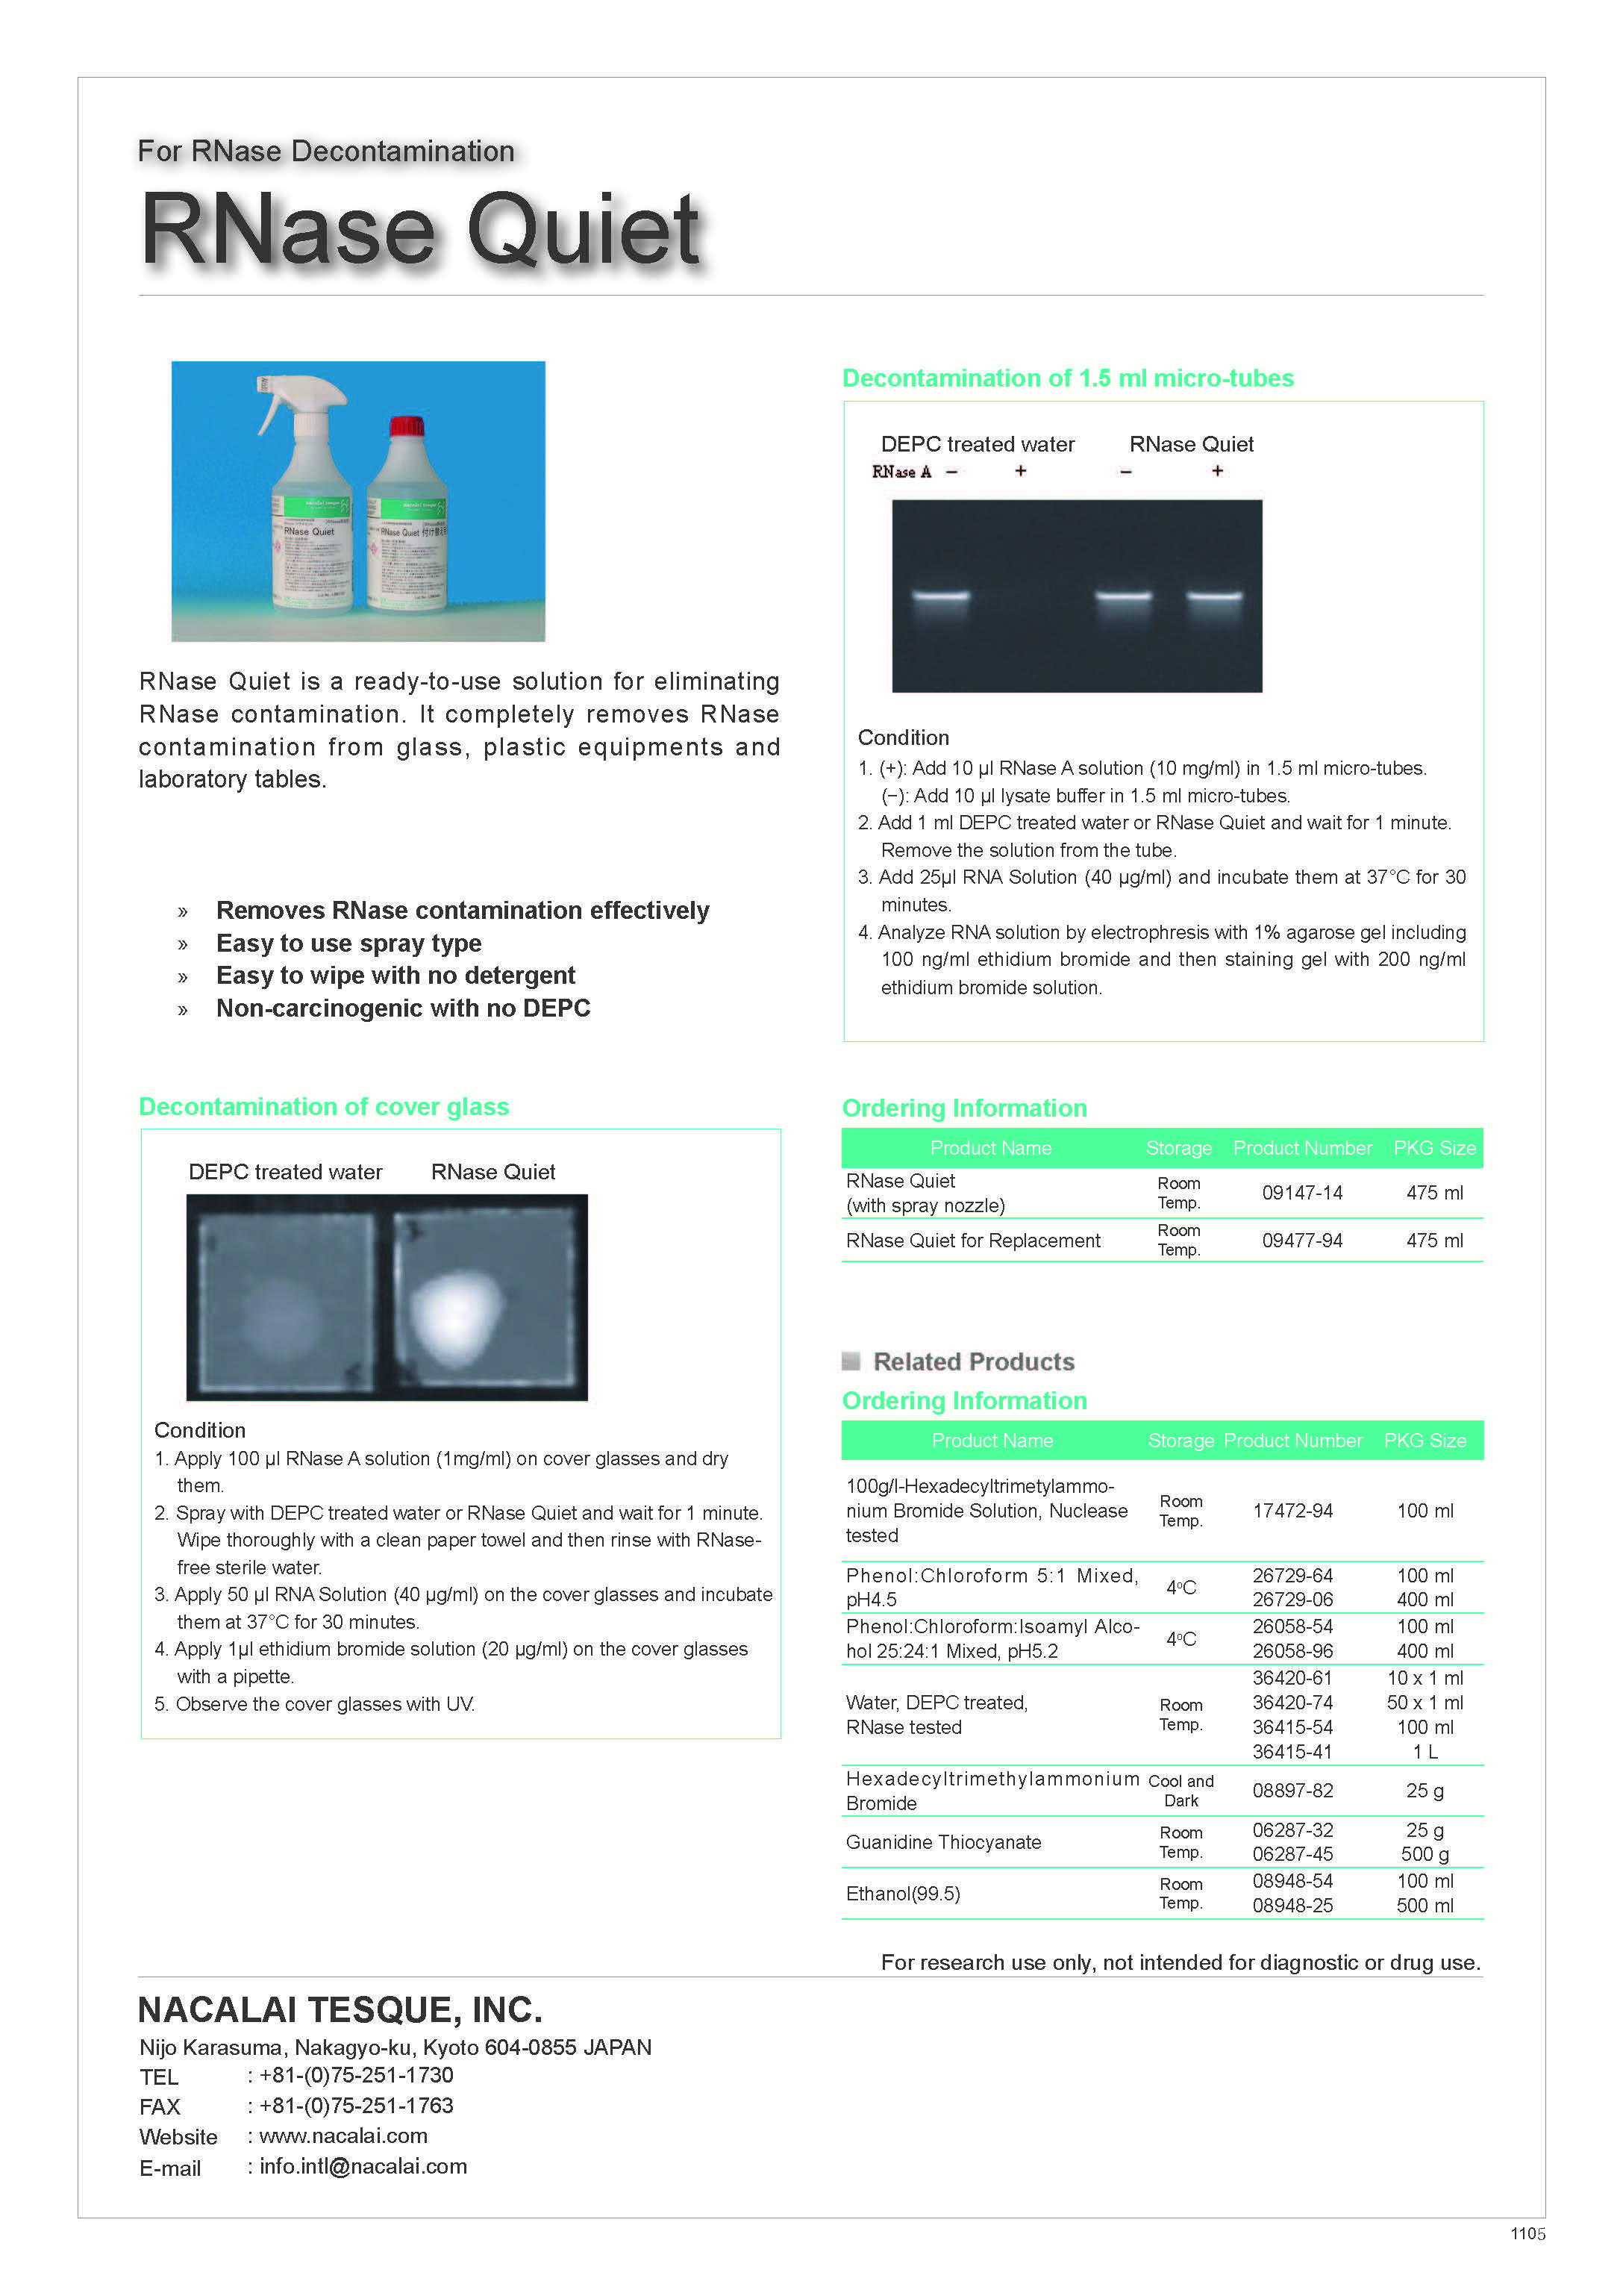 For RNase Decontamination
RNase Quiet
RNase Quiet
RNase Quiet 付け替え用
RNase Quiet is a ready-to-use solution for eliminating
RNase contamination. It completely removes RNase
contamination from glass, plastic equipments and
laboratory tables.
» Removes RNase contamination effectively
» Easy to use spray type
» Easy to wipe with no detergent
» Non-carcinogenic with no DEPC
Decontamination of cover glass
DEPC treated water RNase Quiet
Condition
1. Apply 100 µl RNase A solution (1mg/ml) on cover glasses and dry
them.
2. Spray with DEPC treated water or RNase Quiet and wait for 1 minute.
Wipe thoroughly with a clean paper towel and then rinse with RNase-
free sterile water.
3. Apply 50 µl RNA Solution (40 µg/ml) on the cover glasses and incubate
them at 37°C for 30 minutes.
4. Apply 1µl ethidium bromide solution (20 µg/ml) on the cover glasses
with a pipette.
5. Observe the cover glasses with UV.
Decontamination of 1.5 ml micro-tubes
DEPC treated water RNase Quiet
RNase A − + − +
Condition
1. (+): Add 10 µl RNase A solution (10 mg/ml) in 1.5 ml micro-tubes.
(−): Add 10 µl lysate buffer in 1.5 ml micro-tubes.
2. Add 1 ml DEPC treated water or RNase Quiet and wait for 1 minute.
Remove the solution from the tube.
3. Add 25µl RNA Solution (40 µg/ml) and incubate them at 37°C for 30
minutes.
4. Analyze RNA solution by electrophresis with 1% agarose gel including
100 ng/ml ethidium bromide and then staining gel with 200 ng/ml
ethidium bromide solution.
Ordering Information
Product Name Storage Product Number PKG Size
RNase Quiet
(with spray nozzle) Room
Temp. 09147-14 475 ml
RNase Quiet for Replacement Room
Temp. 09477-94 475 ml
Related Products
Ordering Information
Product Name Storage Product Number PKG Size
100g/l-Hexadecyltrimetylammo-
nium Bromide Solution, Nuclease
tested Room
Temp. 17472-94 100 ml
Phenol:Chloroform 5:1 Mixed,
pH4.5 4°C 26729-64 100 ml
26729-06 400 ml
Phenol:Chloroform:Isoamyl Alco-
hol 25:24:1 Mixed, pH5.2 4°C 26058-54 100 ml
26058-96 400 ml
Water, DEPC treated,
RNase tested Room
Temp. 36420-61 10 x 1 ml
36420-74 50 x 1 ml
36415-54 100 ml
36415-41 1 L
Hexadecyltrimethylammonium
Bromide Cool and
Dark 08897-82 25 g
Guanidine Thiocyanate Room
Temp. 06287-32 25 g
06287-45 500 g
Ethanol(99.5) Room
Temp. 08948-54 100 ml
08948-25 500 ml
For research use only, not intended for diagnostic or drug use.
NACALAI TESQUE, INC.
Nijo Karasuma, Nakagyo-ku, Kyoto 604-0855 JAPAN
TEL : +81-(0)75-251-1730
FAX : +81-(0)75-251-1763
Website : www.nacalai.com
E-mail : info.intl@nacalai.com
1105